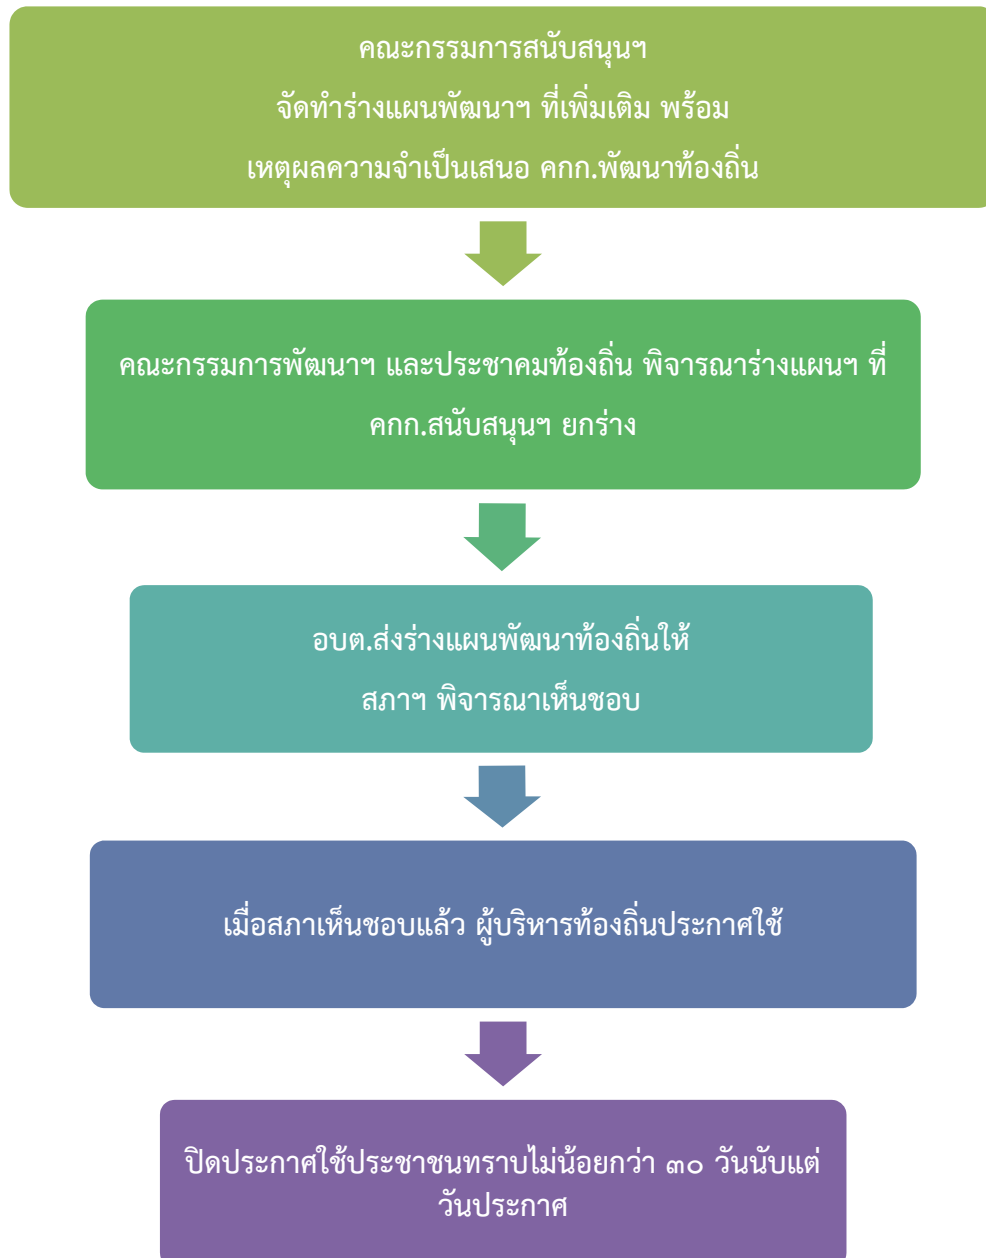 คณะกรรมการสนับสนุนฯ
จัดทำร่างแผนพัฒนาฯ ที่เพิ่มเติม พร้อม
เหตุผลความจำเป็นเสนอ คกก.พัฒนาท้องถิ่น
คณะกรรมการพัฒนาฯ และประชาคมท้องถิ่น พิจารณาร่างแผนฯ ที่
คกก.สนับสนุนฯ ยกร่าง
อบต.ส่งร่างแผนพัฒนาท้องถิ่นให้
สภาฯ พิจารณาเห็นชอบ
เมื่อสภาเห็นชอบแล้ว ผู้บริหารท้องถิ่นประกาศใช้
ปิดประกาศใช้ประชาชนทราบไม่น้อยกว่า ๓๐ วันนับแต่
วันประกาศ